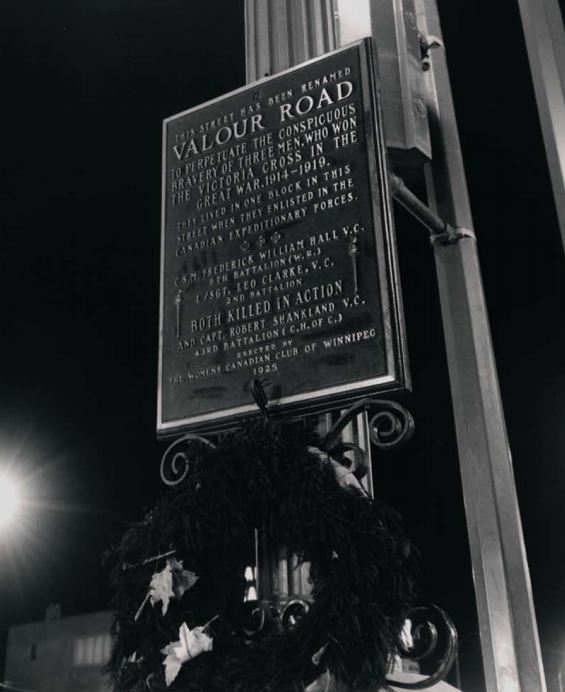 THIS STREET HAS BEEN RENAMED
VALOUR ROAD
TO PERPETUATE THE CONSPICUOUS
BRAVERY OF THREE MEN, WHO WON
THE VICTORIA CROSS IN THE
GREAT WAR. 1914–1919.
THEY LIVED IN ONE BLOCK IN THIS
STREET WHEN THEY ENLISTED IN THE
CANADIAN EXPEDITIONARY FORCES.
C.S.M. FREDERICK WILLIAM HALL V.C.
8TH BATTALION (W.R.)
L/SGT. LEO CLARKE, V.C.
2ND BATTALION
BOTH KILLED IN ACTION
AND CAPT. ROBERT SHANKLAND V.C.
43RD BATTALION (C.H. OF C.)
ERECTED BY
THE WOMENS CANADIAN CLUB OF WINNIPEG
1925